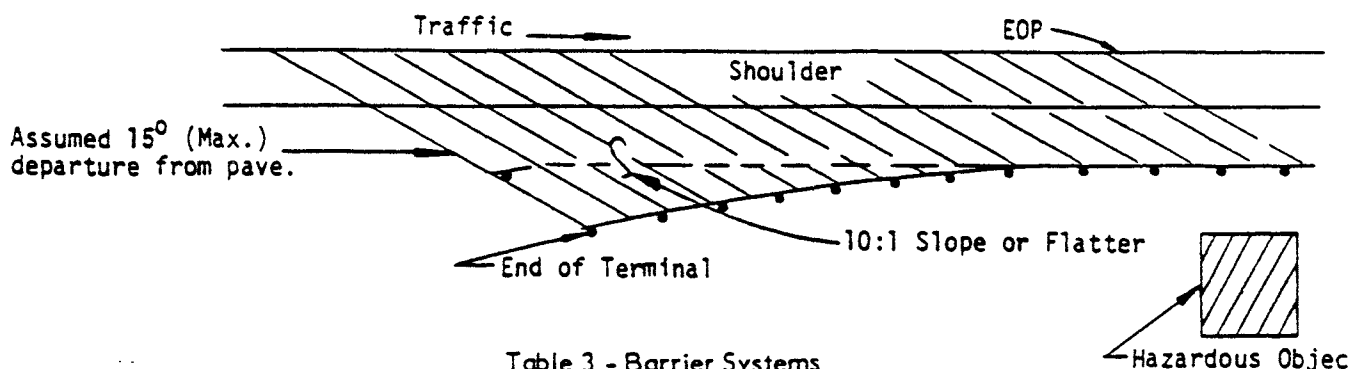 Traffic
EOP
Shoulder
Assumed 15° (Max.)
departure from pave.
10:1 Slope or Flatter
End of Terminal
Table 3 - Barrier Systems
Hazardous Objec